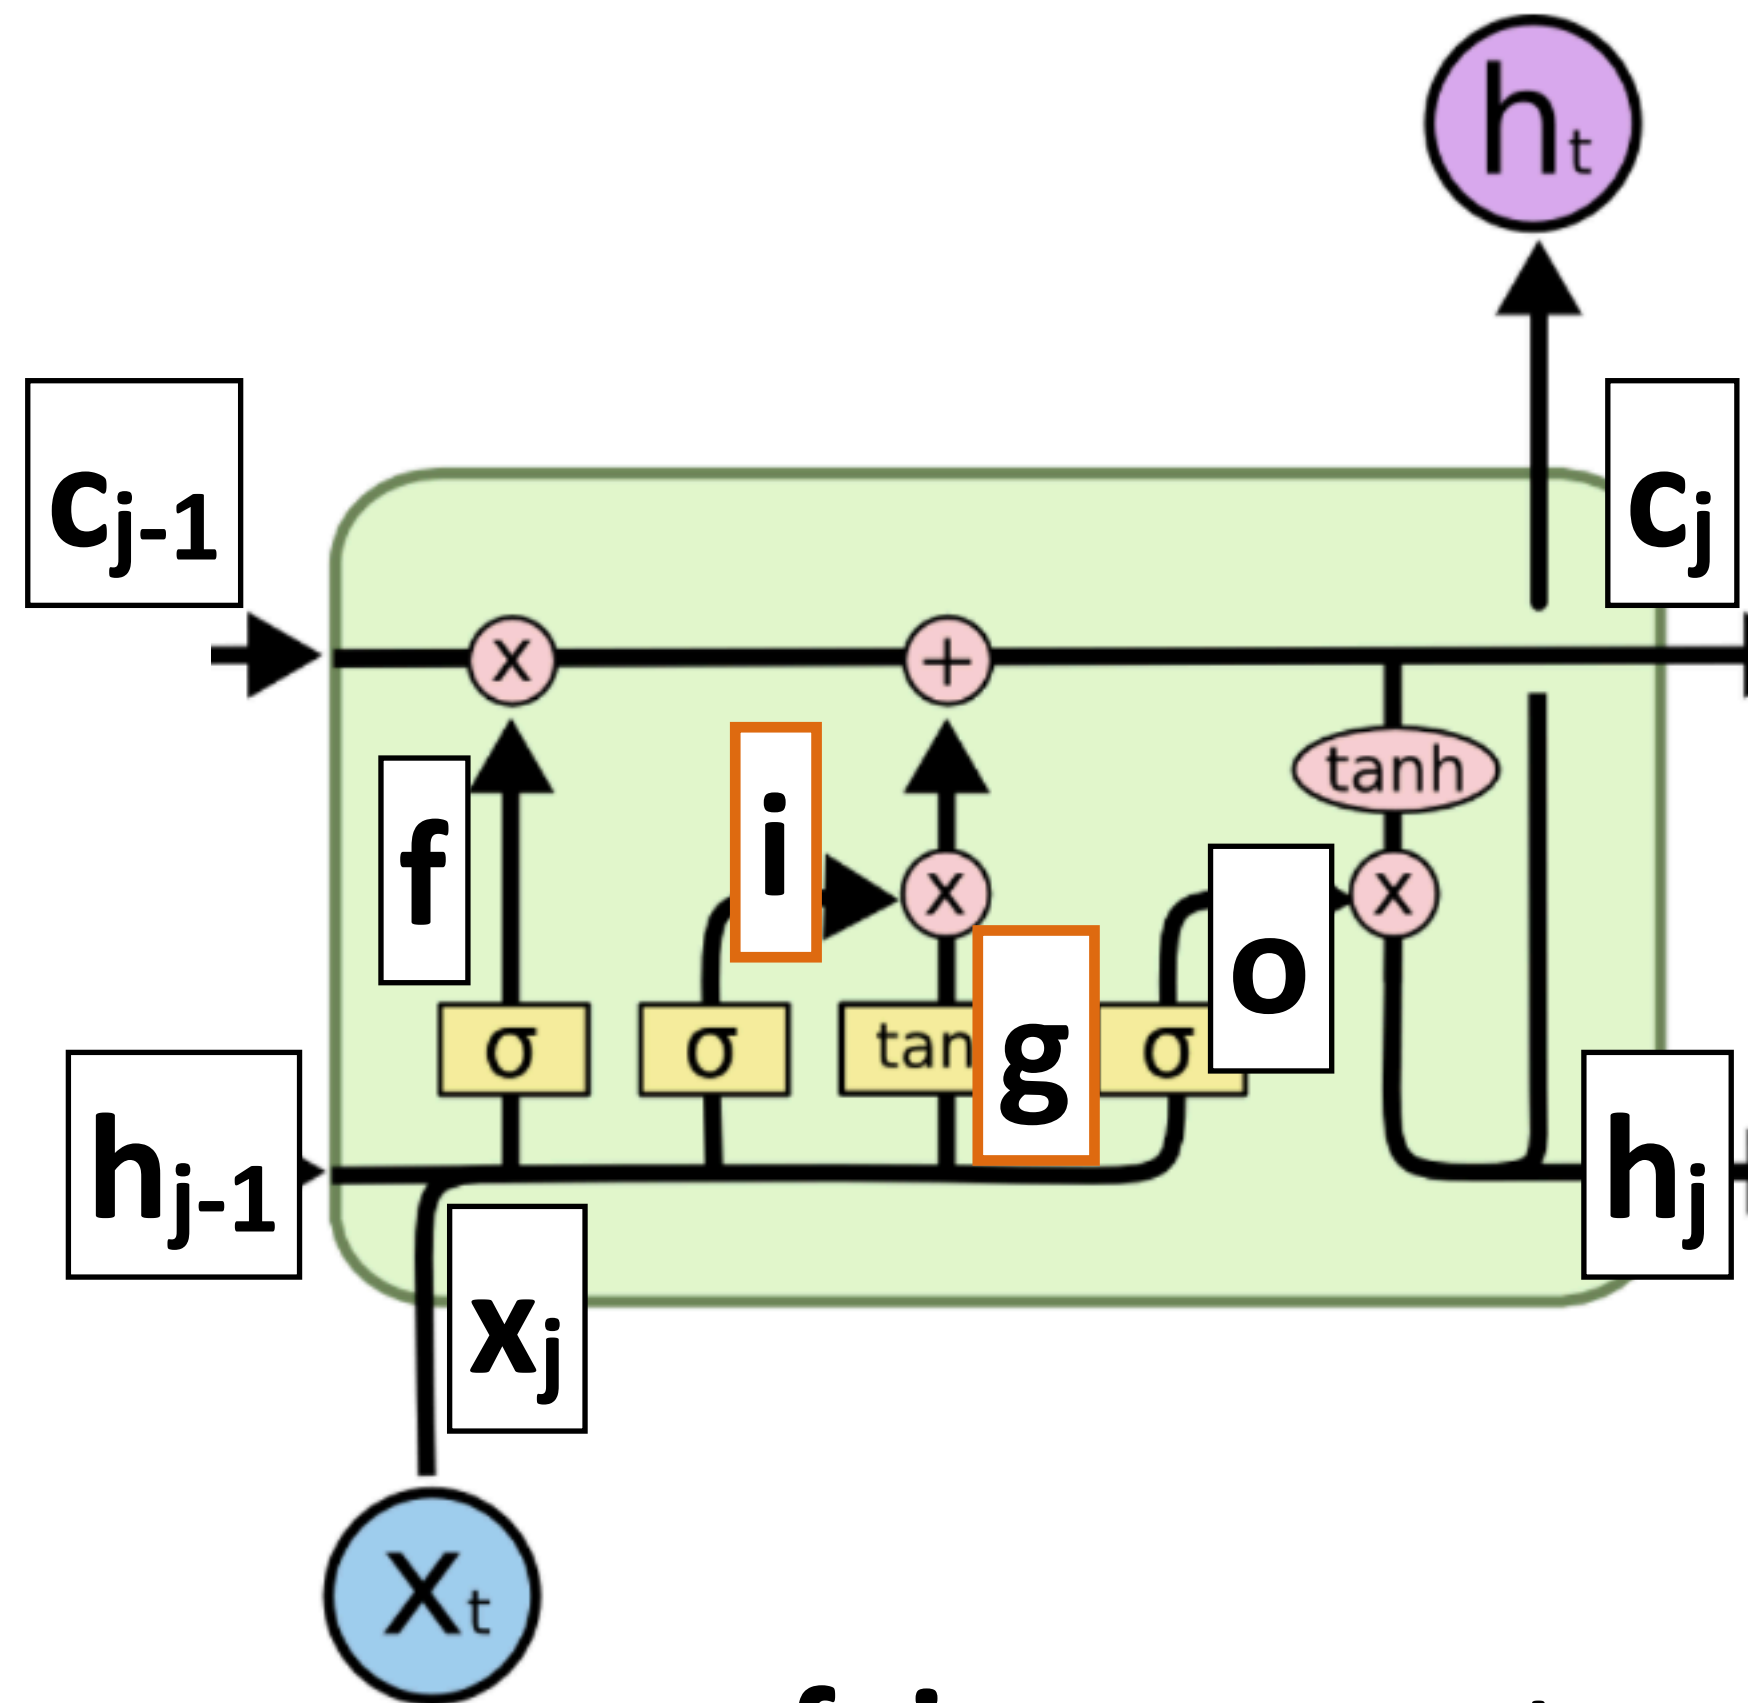 ht
cj-1
cj
x
+
tanh
f
i
x
x
o
g
σ
σ
tan
σ
hj-1
hj
xj
xt